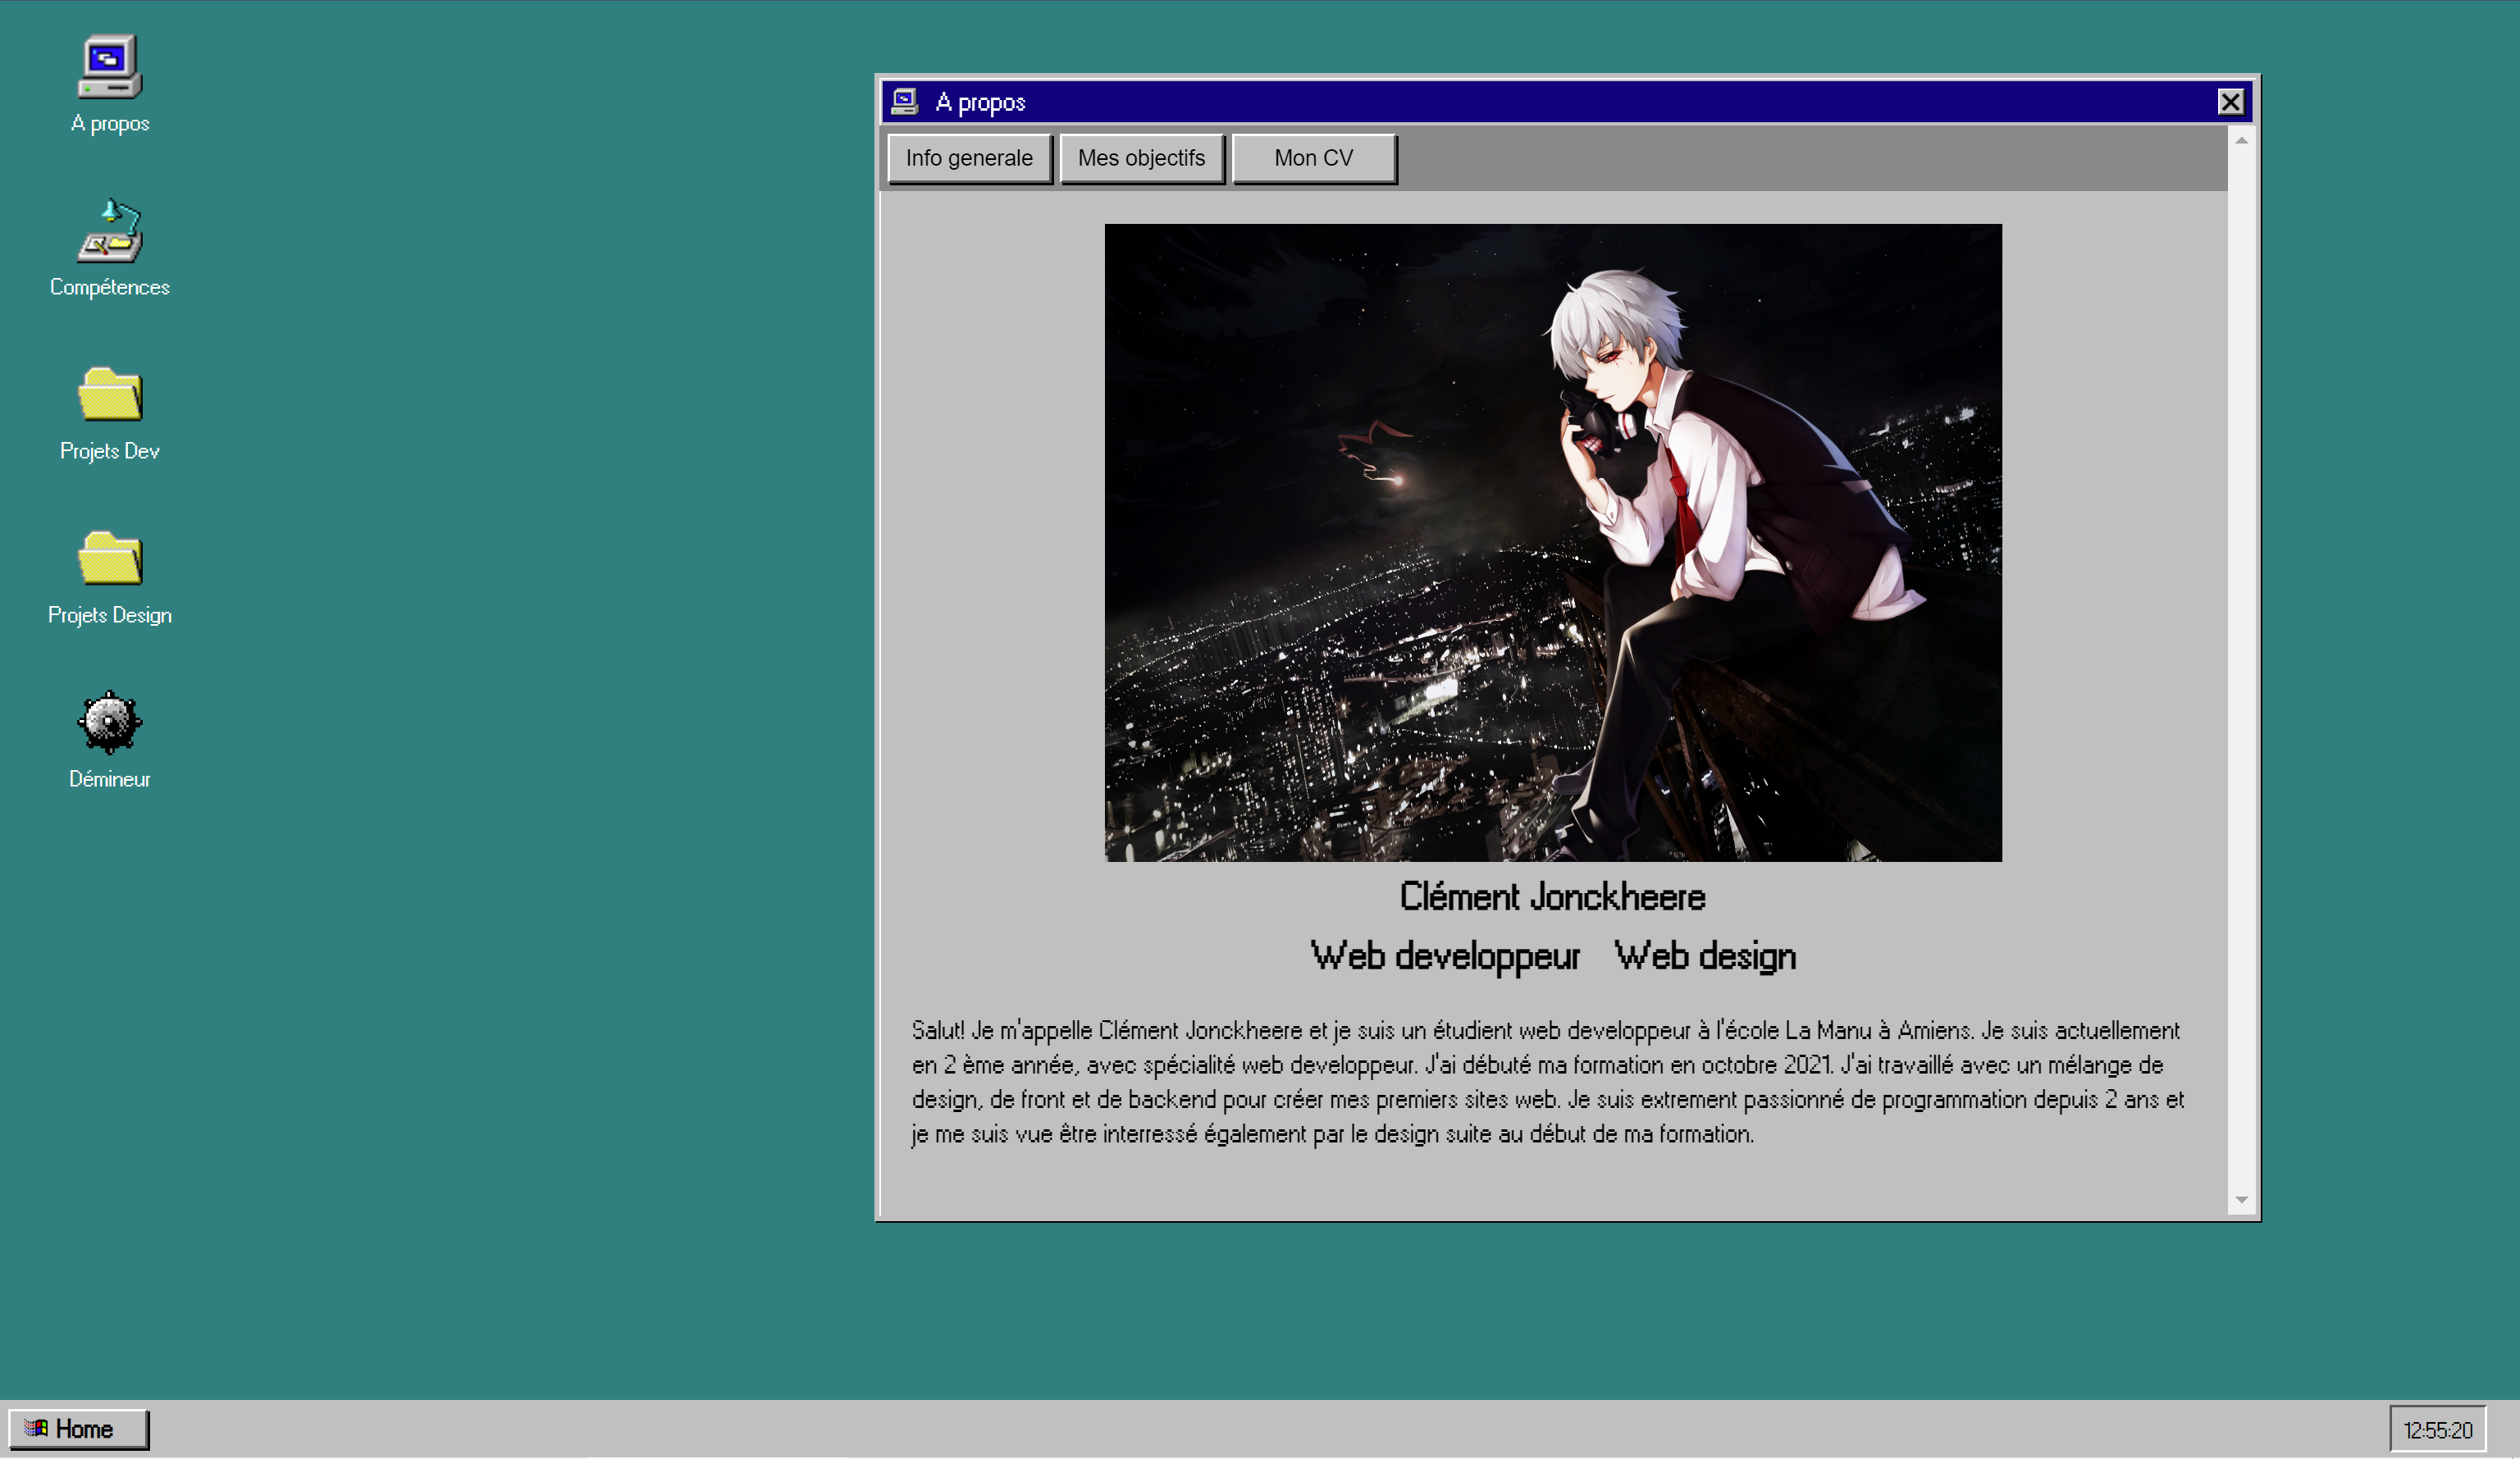 A propos
Compétences
Projets Dev
Projets Design
Démineur
A propos
Info generale
Mes objectifs
Mon CV
Clément Jonckheere
Web developpeur Web design
Salut! Je m'appelle Clément Jonckheere et je suis un étudient web developpeur à l'école La Manu à Amiens. Je suis actuellement
en 2 ème année, avec spécialité web developpeur. J'ai débuté ma formation en octobre 2021. J'ai travaillé avec un mélange de
design, de front et de backend pour créer mes premiers sites web. Je suis extrement passionné de programmation depuis 2 ans et
je me suis vue être interressé également par le design suite au début de ma formation.
Home
12:55:20